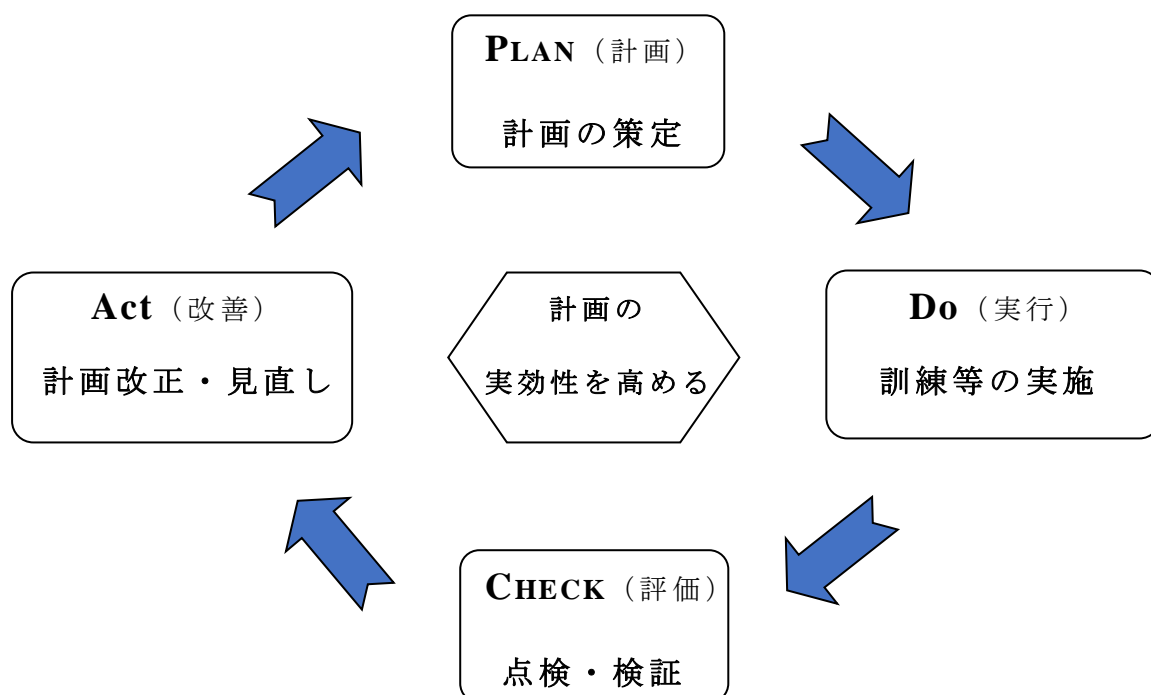 PLAN（計画）
計画の策定
Act（改善）
計画改正・見直し
計画の
実効性を高める
Do（実行）
訓練等の実施
CHECK（評価）
点検・検証